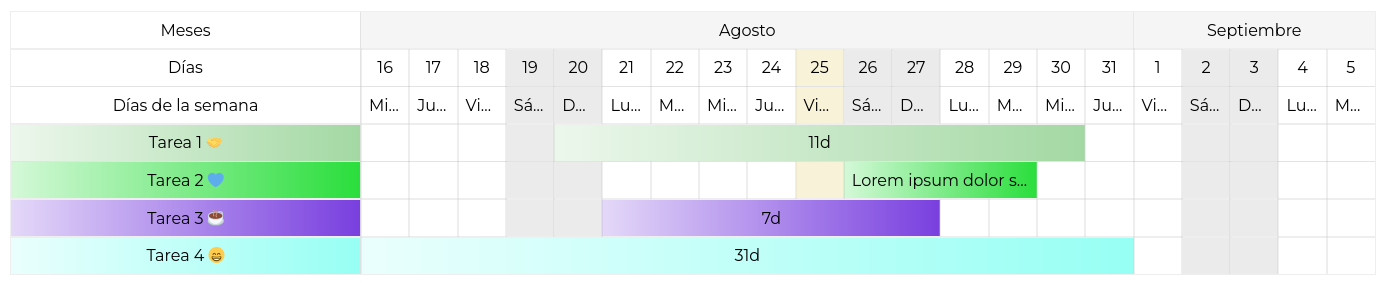 Meses Agosto Septiembre
Días 16 17 18 19 20 21 22 23 24 25 26 27 28 29 30 31 1 2 3 4 5
Días de la semana Mi... Ju... Vi... Sá... D... Lu... M... Mi... Ju... Vi... Sá... D... Lu... M... Mi... Ju... Vi... Sá... D... Lu... M...
Tarea 1 🤝 11d
Tarea 2 💙 Lorem ipsum dolor s...
Tarea 3 ☕ 7d
Tarea 4 😁 31d